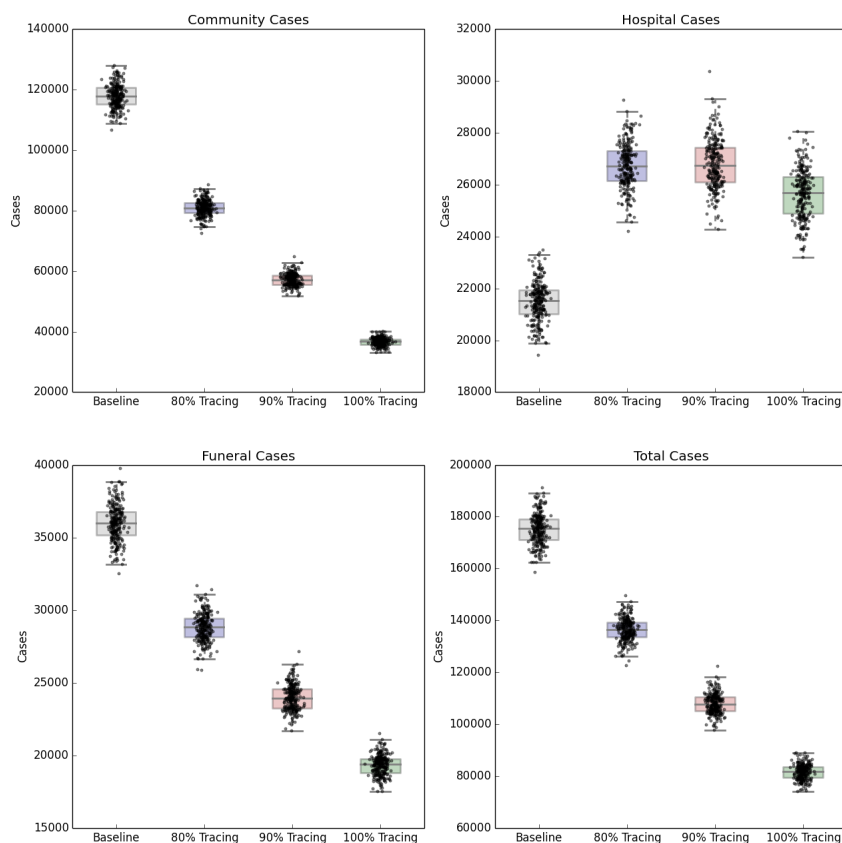 Community Cases
140000
120000
100000
80000
60000
40000
20000
Cases
Baseline 80% Tracing 90% Tracing 100% Tracing
Hospital Cases
32000
30000
28000
26000
24000
22000
20000
18000
Cases
Baseline 80% Tracing 90% Tracing 100% Tracing
Funeral Cases
40000
35000
30000
25000
20000
15000
Cases
Baseline 80% Tracing 90% Tracing 100% Tracing
Total Cases
200000
180000
160000
140000
120000
100000
80000
60000
Cases
Baseline 80% Tracing 90% Tracing 100% Tracing